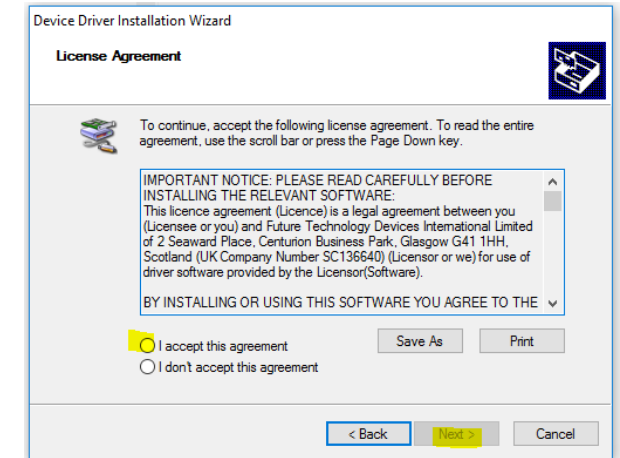 Device Driver Installation Wizard
License Agreement
To continue, accept the following license agreement. To read the entire
agreement, use the scroll bar or press the Page Down key.
IMPORTANT NOTICE: PLEASE READ CAREFULLY BEFORE
INSTALLING THE RELEVANT SOFTWARE:
This licence agreement (Licence) is a legal agreement between you
(Licensee or you) and Future Technology Devices International Limited
of 2 Seaward Place, Centurion Business Park, Glasgow G41 1HH,
Scotland (UK Company Number SC136640) (Licensor or we) for use of
driver software provided by the Licensor(Software).
BY INSTALLING OR USING THIS SOFTWARE YOU AGREE TO THE
I accept this agreement
Save As
Print
I don't accept this agreement
< Back
Next >
Cancel